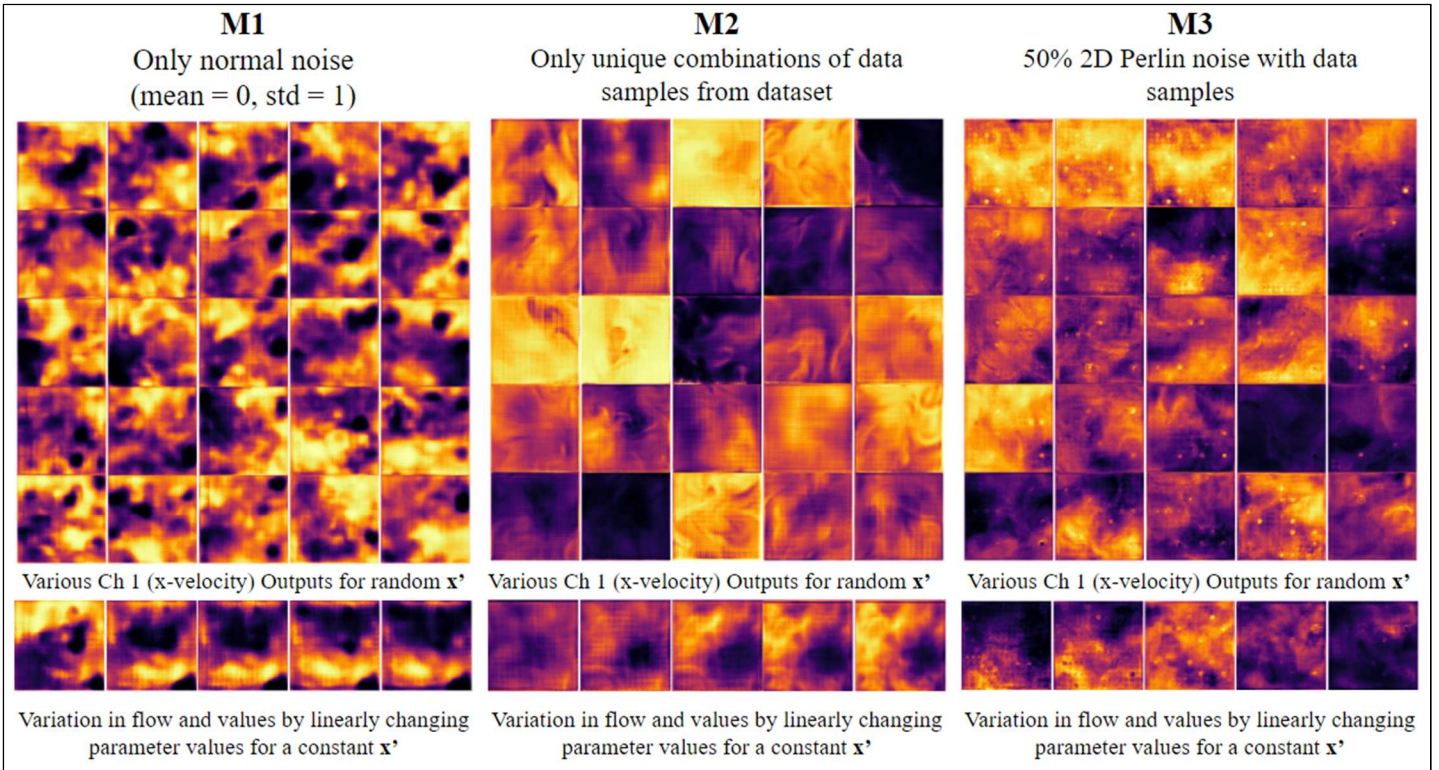 M1
Only normal noise
(mean = 0, std = 1)
Various Ch 1 (x-velocity) Outputs for random x’
Variation in flow and values by linearly changing
parameter values for a constant x’
M2
Only unique combinations of data
samples from dataset
Various Ch 1 (x-velocity) Outputs for random x’
Variation in flow and values by linearly changing
parameter values for a constant x’
M3
50% 2D Perlin noise with data
samples
Various Ch 1 (x-velocity) Outputs for random x’
Variation in flow and values by linearly changing
parameter values for a constant x’